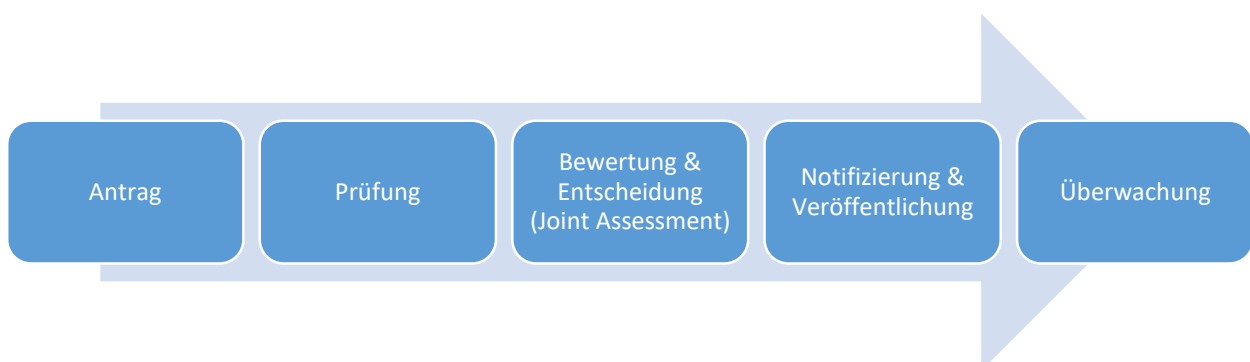 Antrag
Prüfung
Bewertung &
Entscheidung
(Joint Assessment)
Notifizierung &
Veröffentlichung
Überwachung